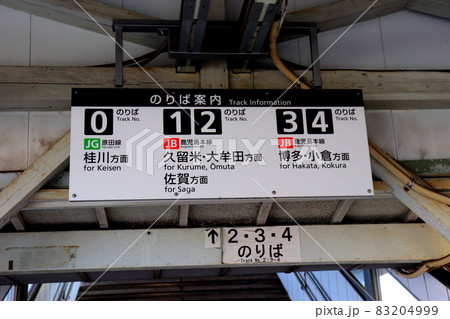 のりば案内 Track Information
0 のりば Track No.
JG 原田線
桂川方面
for Keisen
1 2 のりば Track No.
JB 鹿児島本線
久留米・大牟田方面
for Kurume, Omuta
佐賀方面
for Saga
3 4 のりば Track No.
JB 鹿児島本線
博多・小倉方面
for Hakata, Kokura
↑ 2・3・4
のりば
Track No. 2・3・4
PIXTA
pixta.jp - 83204999